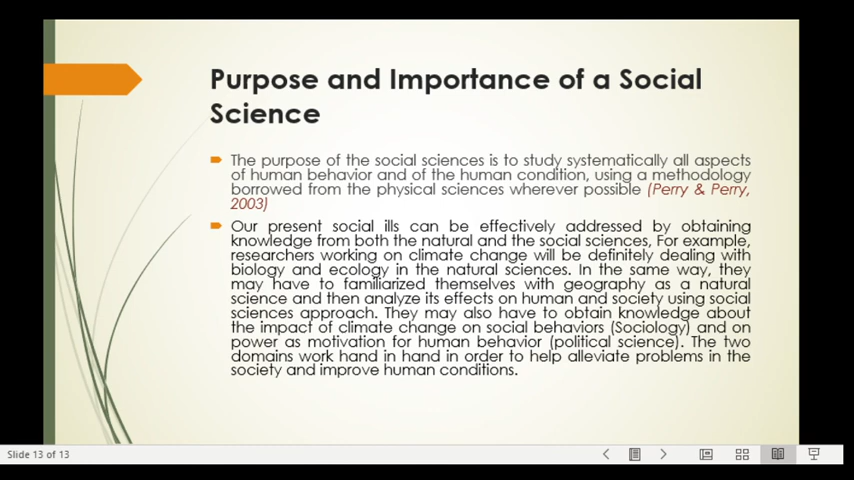 Purpose and Importance of a Social
Science
The purpose of the social sciences is to study systematically all aspects
of human behavior and of the human condition, using a methodology
borrowed from the physical sciences wherever possible (Perry & Perry,
2003)
Our present social ills can be effectively addressed by obtaining
knowledge from both the natural and the social sciences, For example,
researchers working on climate change will be definitely dealing with
biology and ecology in the natural sciences. In the same way, they
may have to familiarized themselves with geography as a natural
science and then analyze its effects on human and society using social
sciences approach. They may also have to obtain knowledge about
the impact of climate change on social behaviors (Sociology) and on
power as motivation for human behavior (political science). The two
domains work hand in hand in order to help alleviate problems in the
society and improve human conditions.
Slide 13 of 13